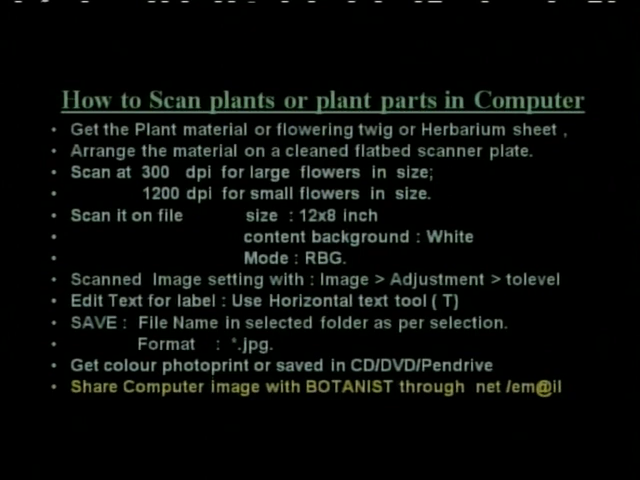 How to Scan plants or plant parts in Computer
• Get the Plant material or flowering twig or Herbarium sheet ,
• Arrange the material on a cleaned flatbed scanner plate.
• Scan at 300 dpi for large flowers in size;
• 1200 dpi for small flowers in size.
• Scan it on file size : 12x8 inch
• content background : White
• Mode : RBG.
• Scanned Image setting with : Image > Adjustment > tolevel
• Edit Text for label : Use Horizontal text tool ( T)
• SAVE : File Name in selected folder as per selection.
• Format : *.jpg.
• Get colour photoprint or saved in CD/DVD/Pendrive
• Share Computer image with BOTANIST through net /em@il